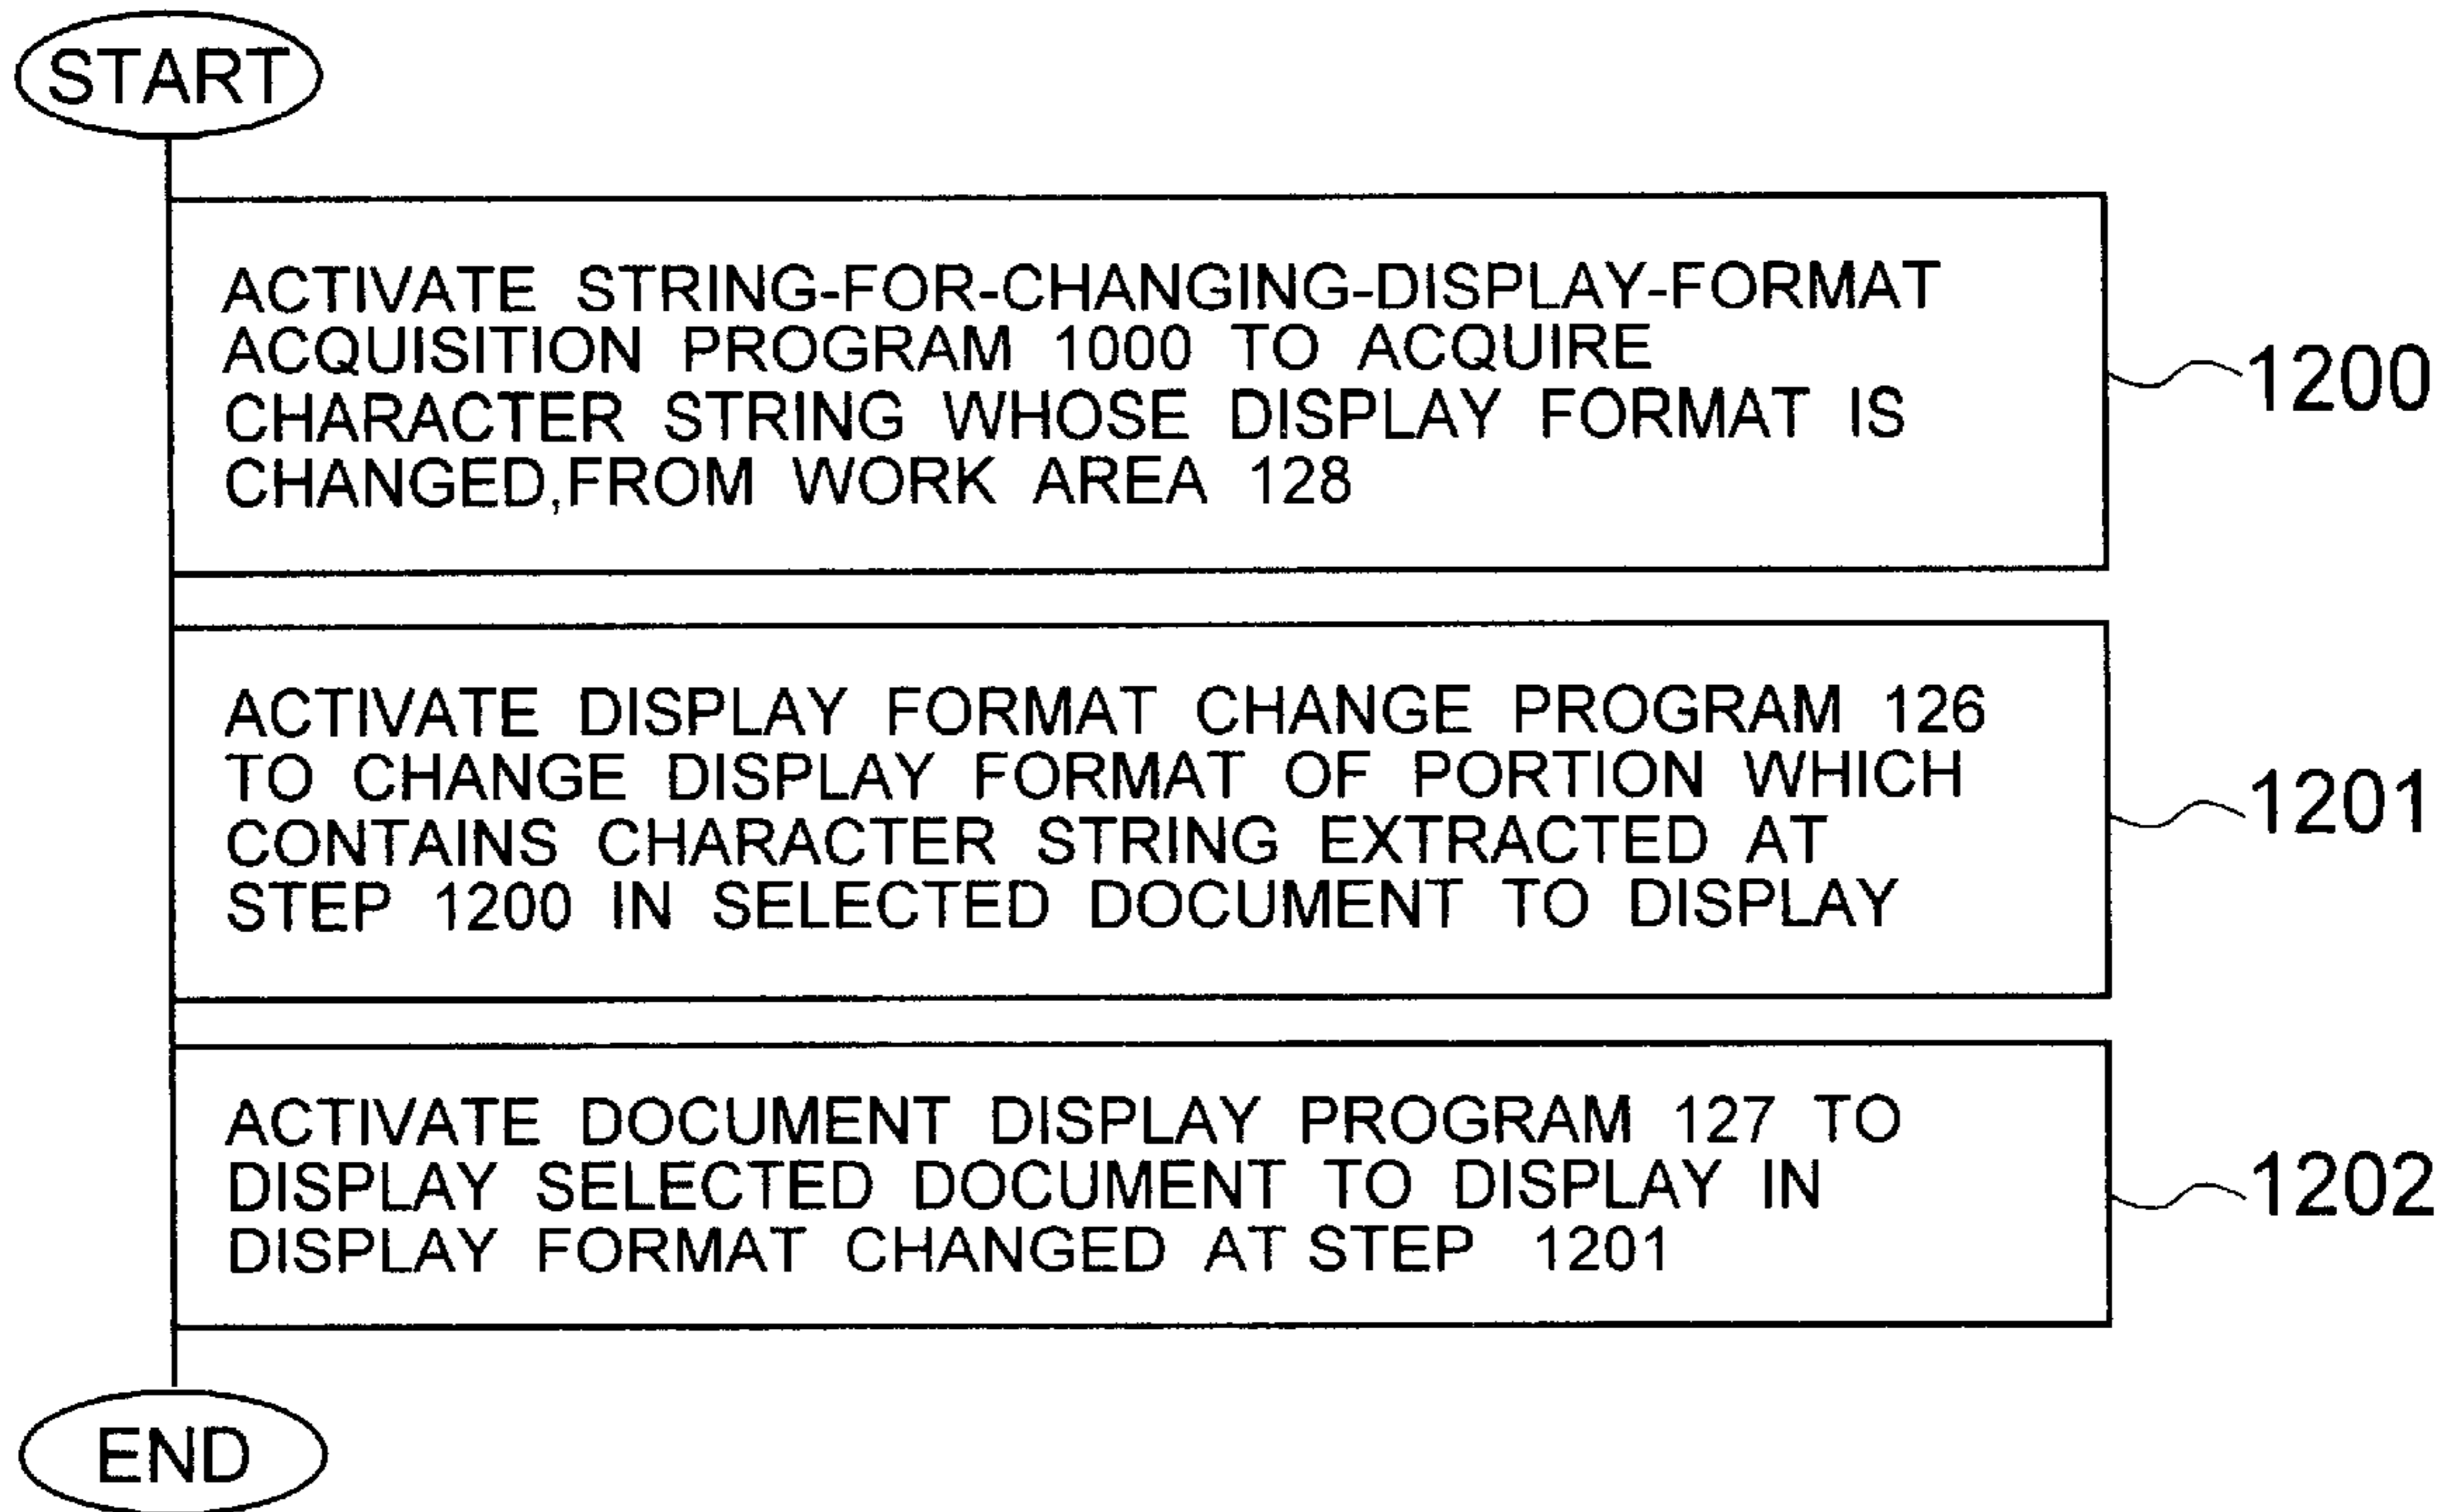 START
ACTIVATE STRING-FOR-CHANGING-DISPLAY-FORMAT
ACQUISITION PROGRAM 1000 TO ACQUIRE
CHARACTER STRING WHOSE DISPLAY FORMAT IS
CHANGED,FROM WORK AREA 128
1200
ACTIVATE DISPLAY FORMAT CHANGE PROGRAM 126
TO CHANGE DISPLAY FORMAT OF PORTION WHICH
CONTAINS CHARACTER STRING EXTRACTED AT
STEP 1200 IN SELECTED DOCUMENT TO DISPLAY
1201
ACTIVATE DOCUMENT DISPLAY PROGRAM 127 TO
DISPLAY SELECTED DOCUMENT TO DISPLAY IN
DISPLAY FORMAT CHANGED AT STEP 1201
1202
END